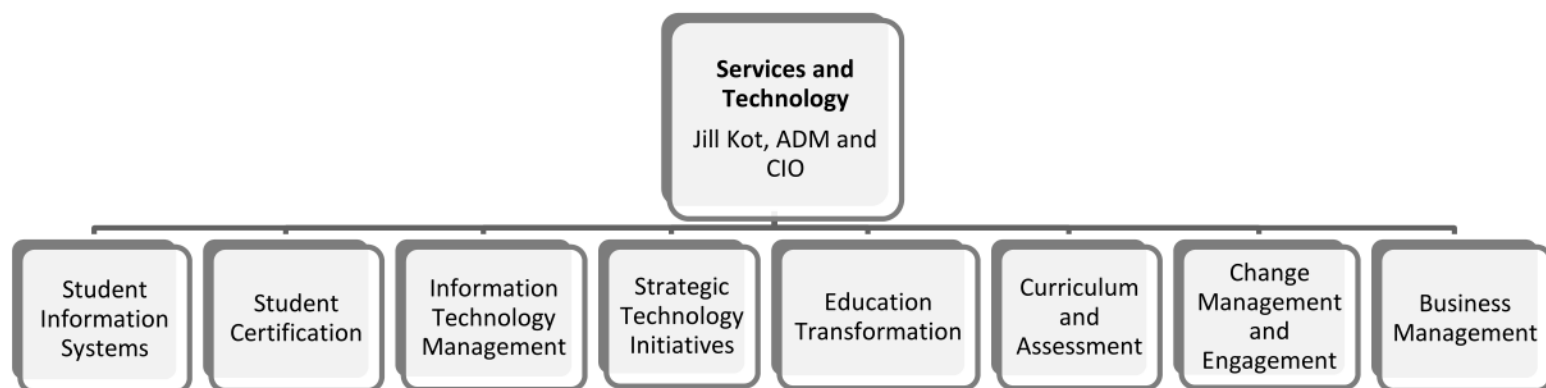 Services and
Technology
Jill Kot, ADM and
CIO
Student
Information
Systems
Student
Certification
Information
Technology
Management
Strategic
Technology
Initiatives
Education
Transformation
Curriculum
and
Assessment
Change
Management
and
Engagement
Business
Management